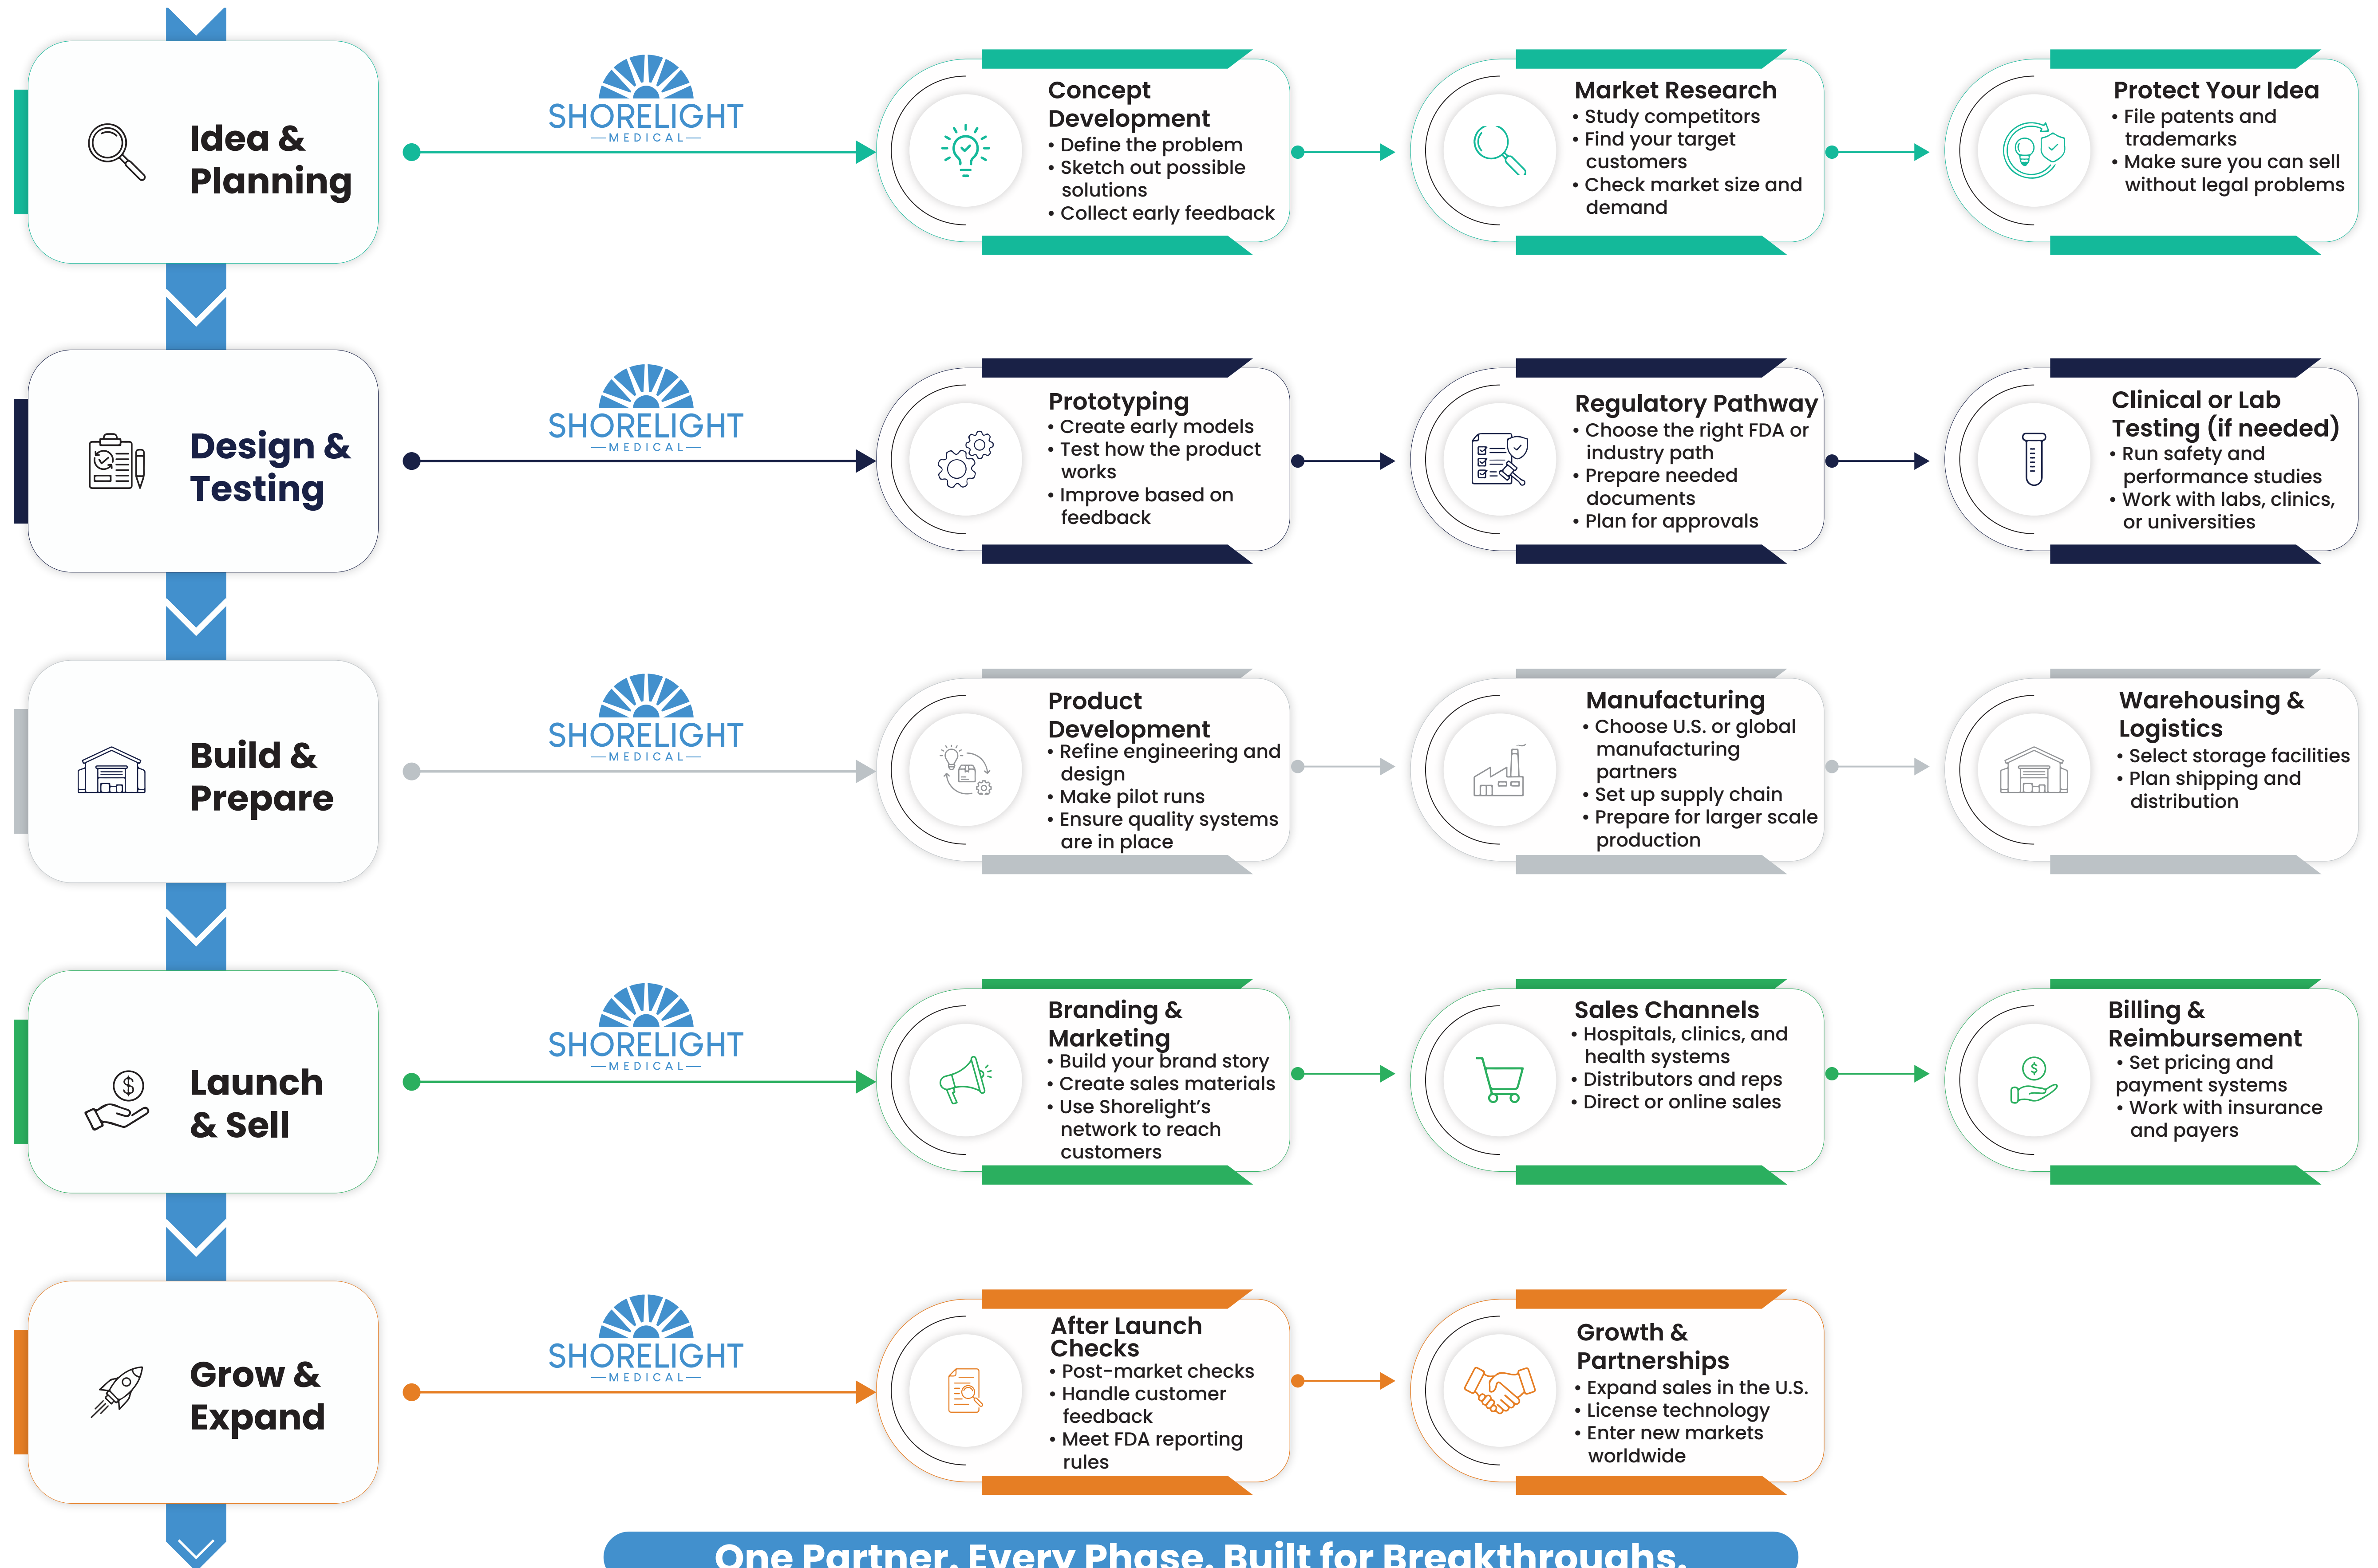 Idea &
Planning
SHORELIGHT
MEDICAL
Concept
Development
• Define the problem
• Sketch out possible
solutions
• Collect early feedback
Market Research
• Study competitors
• Find your target
customers
• Check market size and
demand
Protect Your Idea
• File patents and
trademarks
• Make sure you can sell
without legal problems
Design &
Testing
SHORELIGHT
MEDICAL
Prototyping
• Create early models
• Test how the product
works
• Improve based on
feedback
Regulatory Pathway
• Choose the right FDA or
industry path
• Prepare needed
documents
• Plan for approvals
Clinical or Lab
Testing (if needed)
• Run safety and
performance studies
• Work with labs, clinics,
or universities
Build &
Prepare
SHORELIGHT
MEDICAL
Product
Development
• Refine engineering and
design
• Make pilot runs
• Ensure quality systems
are in place
Manufacturing
• Choose U.S. or global
manufacturing
partners
• Set up supply chain
• Prepare for larger scale
production
Warehousing &
Logistics
• Select storage facilities
• Plan shipping and
distribution
Launch
& Sell
SHORELIGHT
MEDICAL
Branding &
Marketing
• Build your brand story
• Create sales materials
• Use Shorelight’s
network to reach
customers
Sales Channels
• Hospitals, clinics, and
health systems
• Distributors and reps
• Direct or online sales
Billing &
Reimbursement
• Set pricing and
payment systems
• Work with insurance
and payers
Grow &
Expand
SHORELIGHT
MEDICAL
After Launch
Checks
• Post-market checks
• Handle customer
feedback
• Meet FDA reporting
rules
Growth &
Partnerships
• Expand sales in the U.S.
• License technology
• Enter new markets
worldwide
One Partner. Every Phase. Built for Breakthroughs.